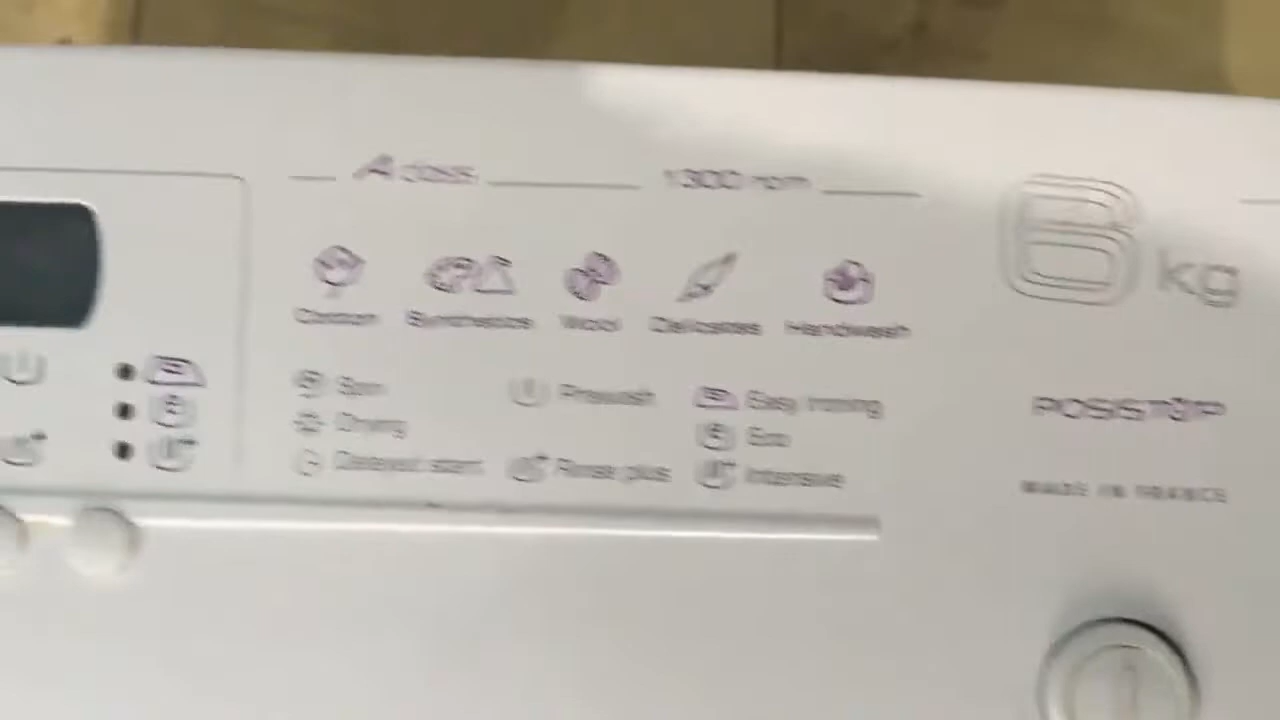 A class 1300 rpm
6 kg
Cotton Synthetics Wool Delicates Handwash
Spin Prewash Easy ironing
Drying Eco
Delayed start Rinse plus Intensive
POSISTOP
MADE IN FRANCE